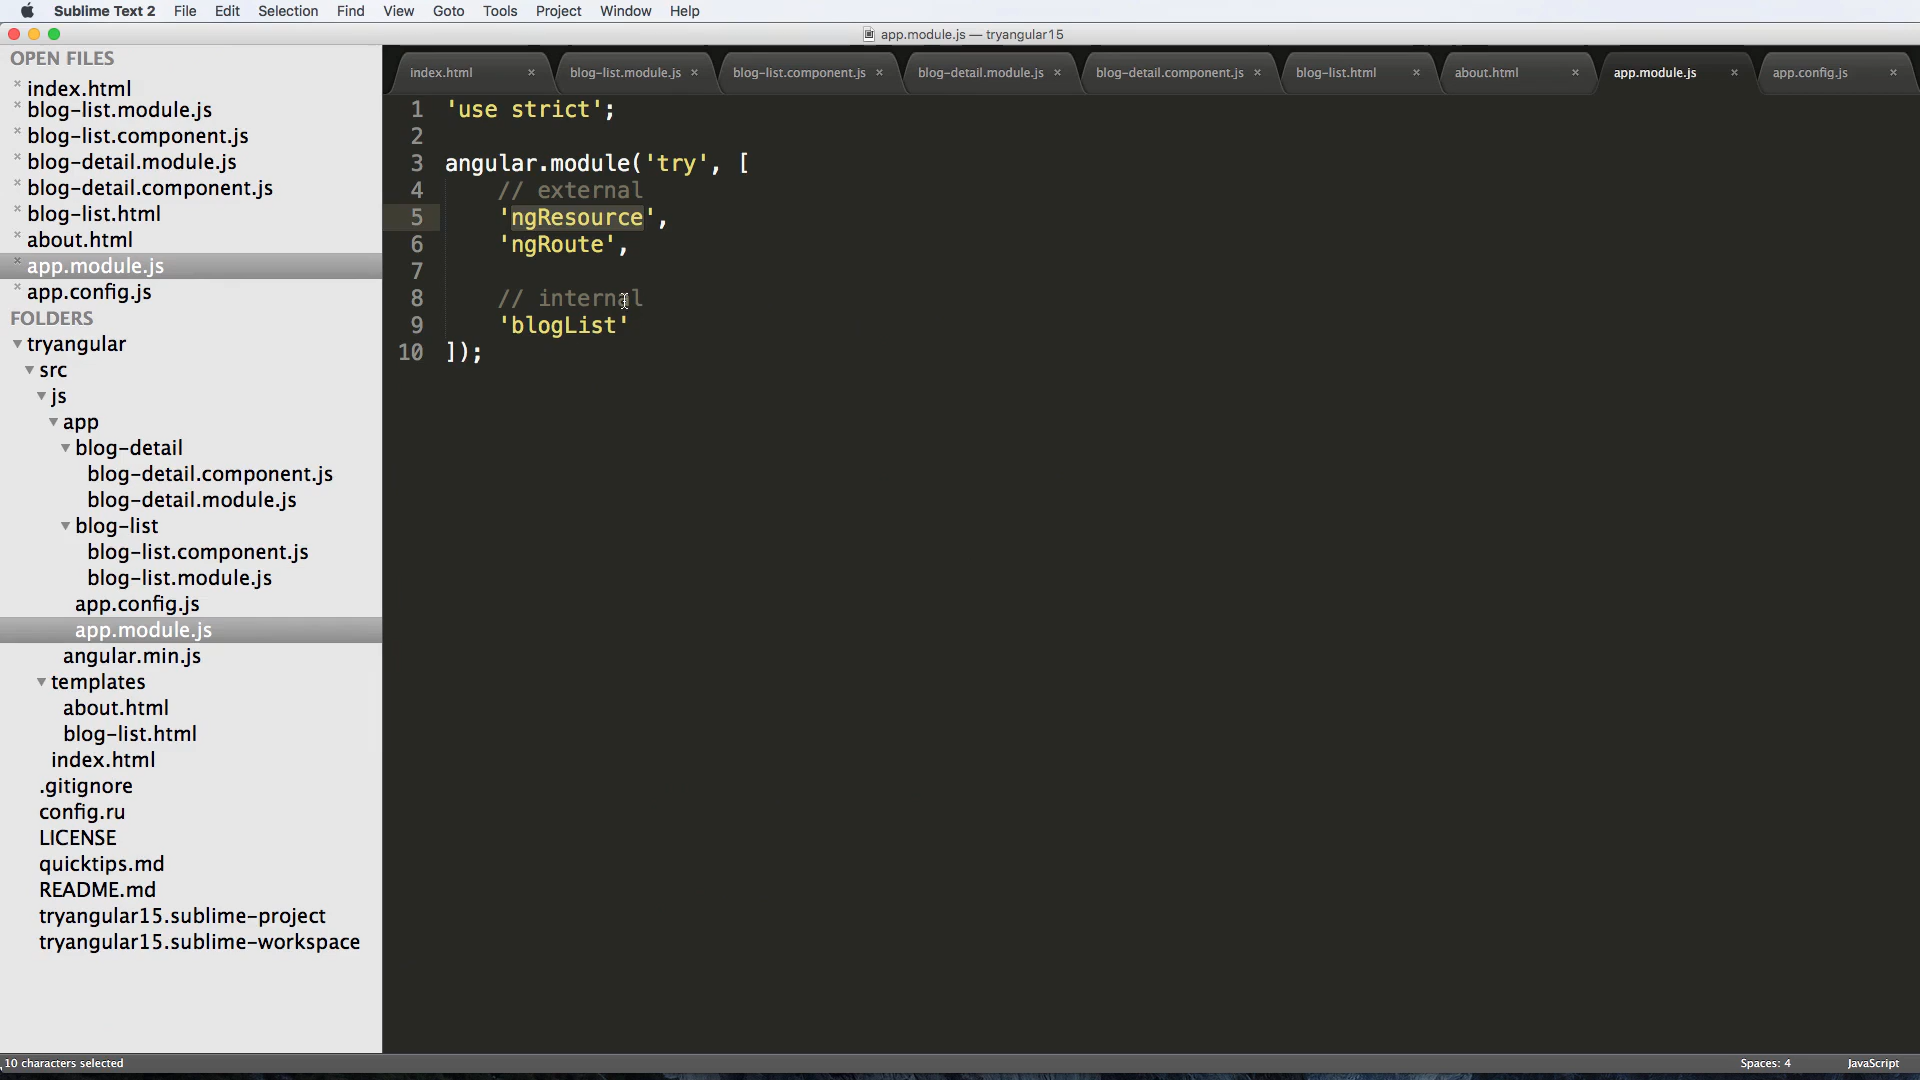 Sublime Text 2 File Edit Selection Find View Goto Tools Project Window Help
app.module.js — tryangular15
OPEN FILES
index.html
blog-list.module.js
blog-list.component.js
blog-detail.module.js
blog-detail.component.js
blog-list.html
about.html
app.module.js
app.config.js
FOLDERS
tryangular
src
js
app
blog-detail
blog-detail.component.js
blog-detail.module.js
blog-list
blog-list.component.js
blog-list.module.js
app.config.js
app.module.js
angular.min.js
templates
about.html
blog-list.html
index.html
.gitignore
config.ru
LICENSE
quicktips.md
README.md
tryangular15.sublime-project
tryangular15.sublime-workspace
index.html × blog-list.module.js × blog-list.component.js × blog-detail.module.js × blog-detail.component.js × blog-list.html × about.html × app.module.js × app.config.js ×
1 'use strict';
2
3 angular.module('try', [
4 // external
5 'ngResource',
6 'ngRoute',
7
8 // internal
9 'blogList'
10 ]);
10 characters selected Spaces: 4 JavaScript